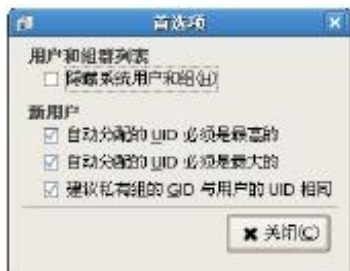 首选项
用户和组群列表
隐藏系统用户和组(H)
新用户
自动分配的 UID 必须是最高的
自动分配的 UID 必须是最大的
建议私有组的 GID 与用户的 UID 相同
关闭(C)